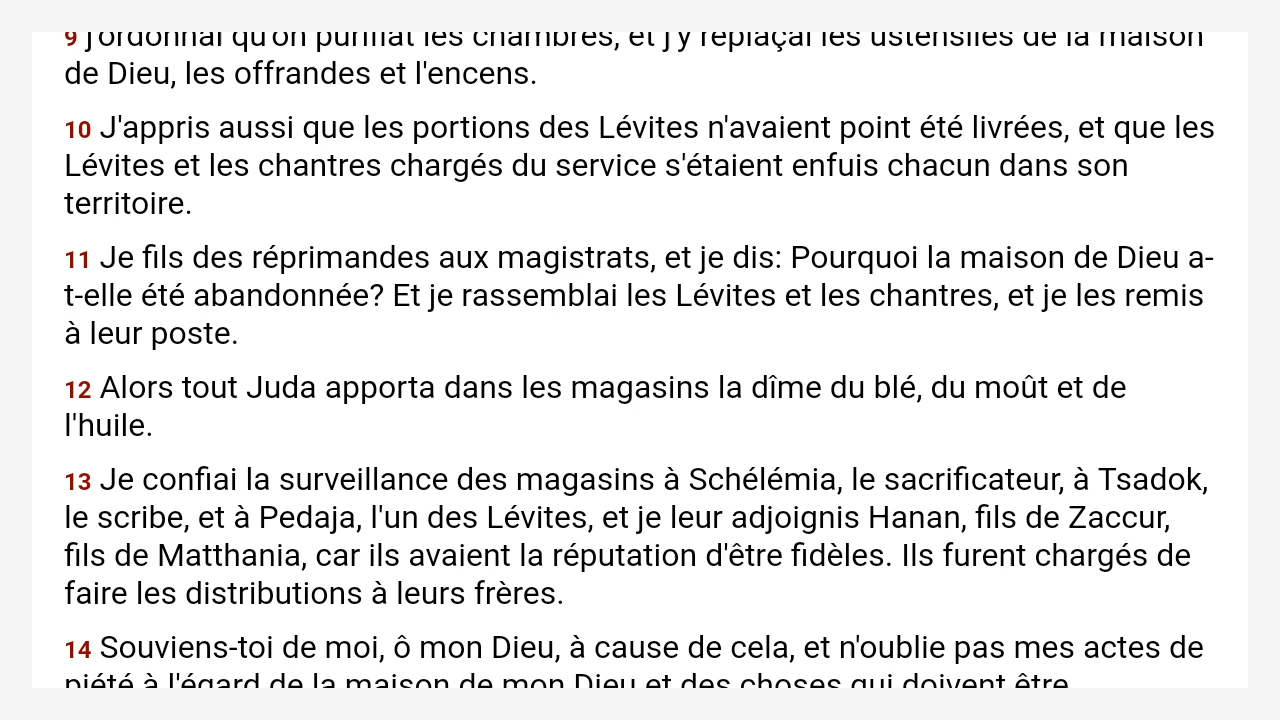 9 j'ordonnai qu'on purifiât les chambres, et j'y replaçai les ustensiles de la maison
de Dieu, les offrandes et l'encens.
10 J'appris aussi que les portions des Lévites n'avaient point été livrées, et que les
Lévites et les chantres chargés du service s'étaient enfuis chacun dans son
territoire.
11 Je fils des réprimandes aux magistrats, et je dis: Pourquoi la maison de Dieu a-
t-elle été abandonnée? Et je rassemblai les Lévites et les chantres, et je les remis
à leur poste.
12 Alors tout Juda apporta dans les magasins la dîme du blé, du moût et de
l'huile.
13 Je confiai la surveillance des magasins à Schélémia, le sacrificateur, à Tsadok,
le scribe, et à Pedaja, l'un des Lévites, et je leur adjoignis Hanan, fils de Zaccur,
fils de Matthania, car ils avaient la réputation d'être fidèles. Ils furent chargés de
faire les distributions à leurs frères.
14 Souviens-toi de moi, ô mon Dieu, à cause de cela, et n'oublie pas mes actes de
piété à l'égard de la maison de mon Dieu et des choses qui doivent être